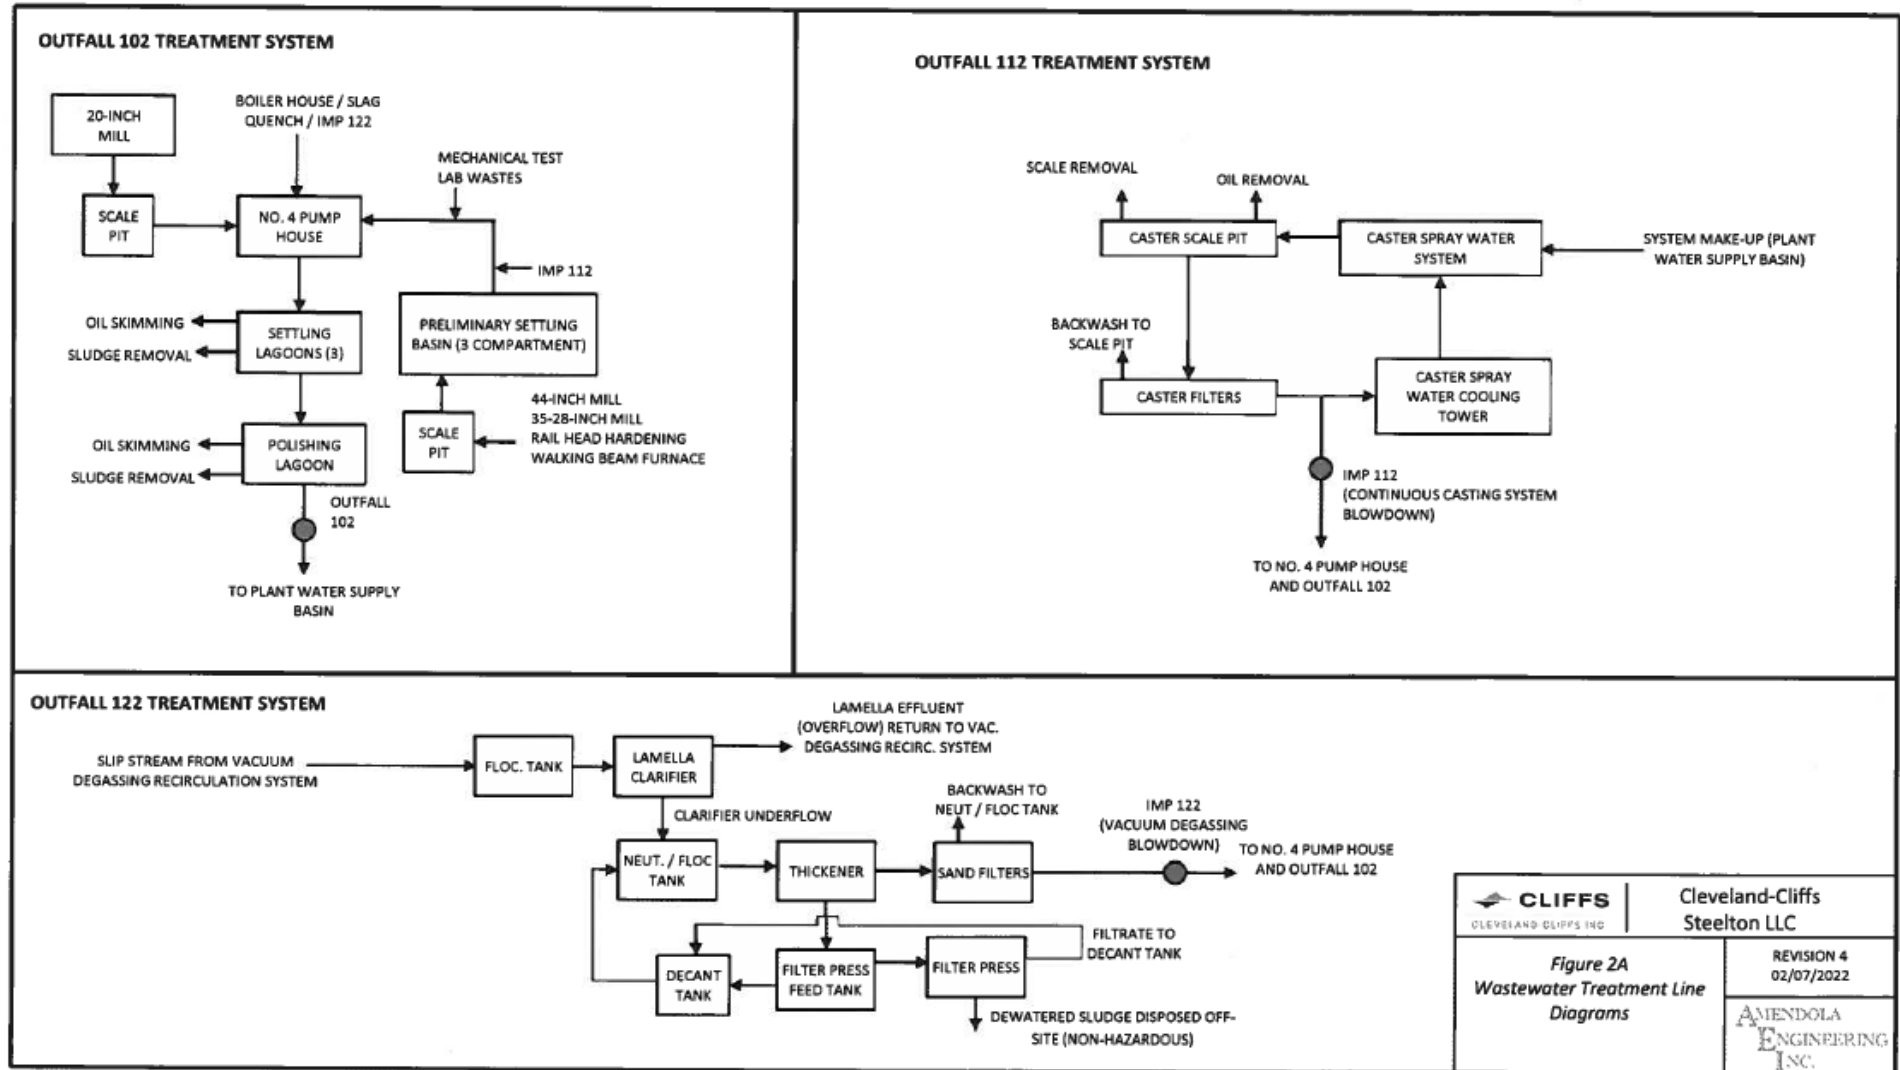 OUTFALL 102 TREATMENT SYSTEM
20-INCH
MILL
BOILER HOUSE / SLAG
QUENCH / IMP 122
MECHANICAL TEST
LAB WASTES
SCALE
PIT
NO. 4 PUMP
HOUSE
IMP 112
OIL SKIMMING
SLUDGE REMOVAL
SETTLING
LAGOONS (3)
PRELIMINARY SETTLING
BASIN (3 COMPARTMENT)
44-INCH MILL
35-28-INCH MILL
RAIL HEAD HARDENING
WALKING BEAM FURNACE
SCALE
PIT
OIL SKIMMING
SLUDGE REMOVAL
POLISHING
LAGOON
OUTFALL
102
TO PLANT WATER SUPPLY
BASIN
OUTFALL 112 TREATMENT SYSTEM
SCALE REMOVAL
OIL REMOVAL
CASTER SCALE PIT
CASTER SPRAY WATER
SYSTEM
SYSTEM MAKE-UP (PLANT
WATER SUPPLY BASIN)
BACKWASH TO
SCALE PIT
CASTER FILTERS
CASTER SPRAY
WATER COOLING
TOWER
IMP 112
(CONTINUOUS CASTING SYSTEM
BLOWDOWN)
TO NO. 4 PUMP HOUSE
AND OUTFALL 102
OUTFALL 122 TREATMENT SYSTEM
SLIP STREAM FROM VACUUM
DEGASSING RECIRCULATION SYSTEM
FLOC. TANK
LAMELLA
CLARIFIER
LAMELLA EFFLUENT
(OVERFLOW) RETURN TO VAC.
DEGASSING RECIRC. SYSTEM
CLARIFIER UNDERFLOW
NEUT. / FLOC
TANK
THICKENER
BACKWASH TO
NEUT / FLOC TANK
SAND FILTERS
IMP 122
(VACUUM DEGASSING
BLOWDOWN)
TO NO. 4 PUMP HOUSE
AND OUTFALL 102
DECANT
TANK
FILTER PRESS
FEED TANK
FILTER PRESS
FILTRATE TO
DECANT TANK
DEWATERED SLUDGE DISPOSED OFF-
SITE (NON-HAZARDOUS)
CLIFFS
CLEVELAND-CLIFFS INC
Cleveland-Cliffs
Steelton LLC
Figure 2A
Wastewater Treatment Line
Diagrams
REVISION 4
02/07/2022
AMENDOLA
ENGINEERING
INC.